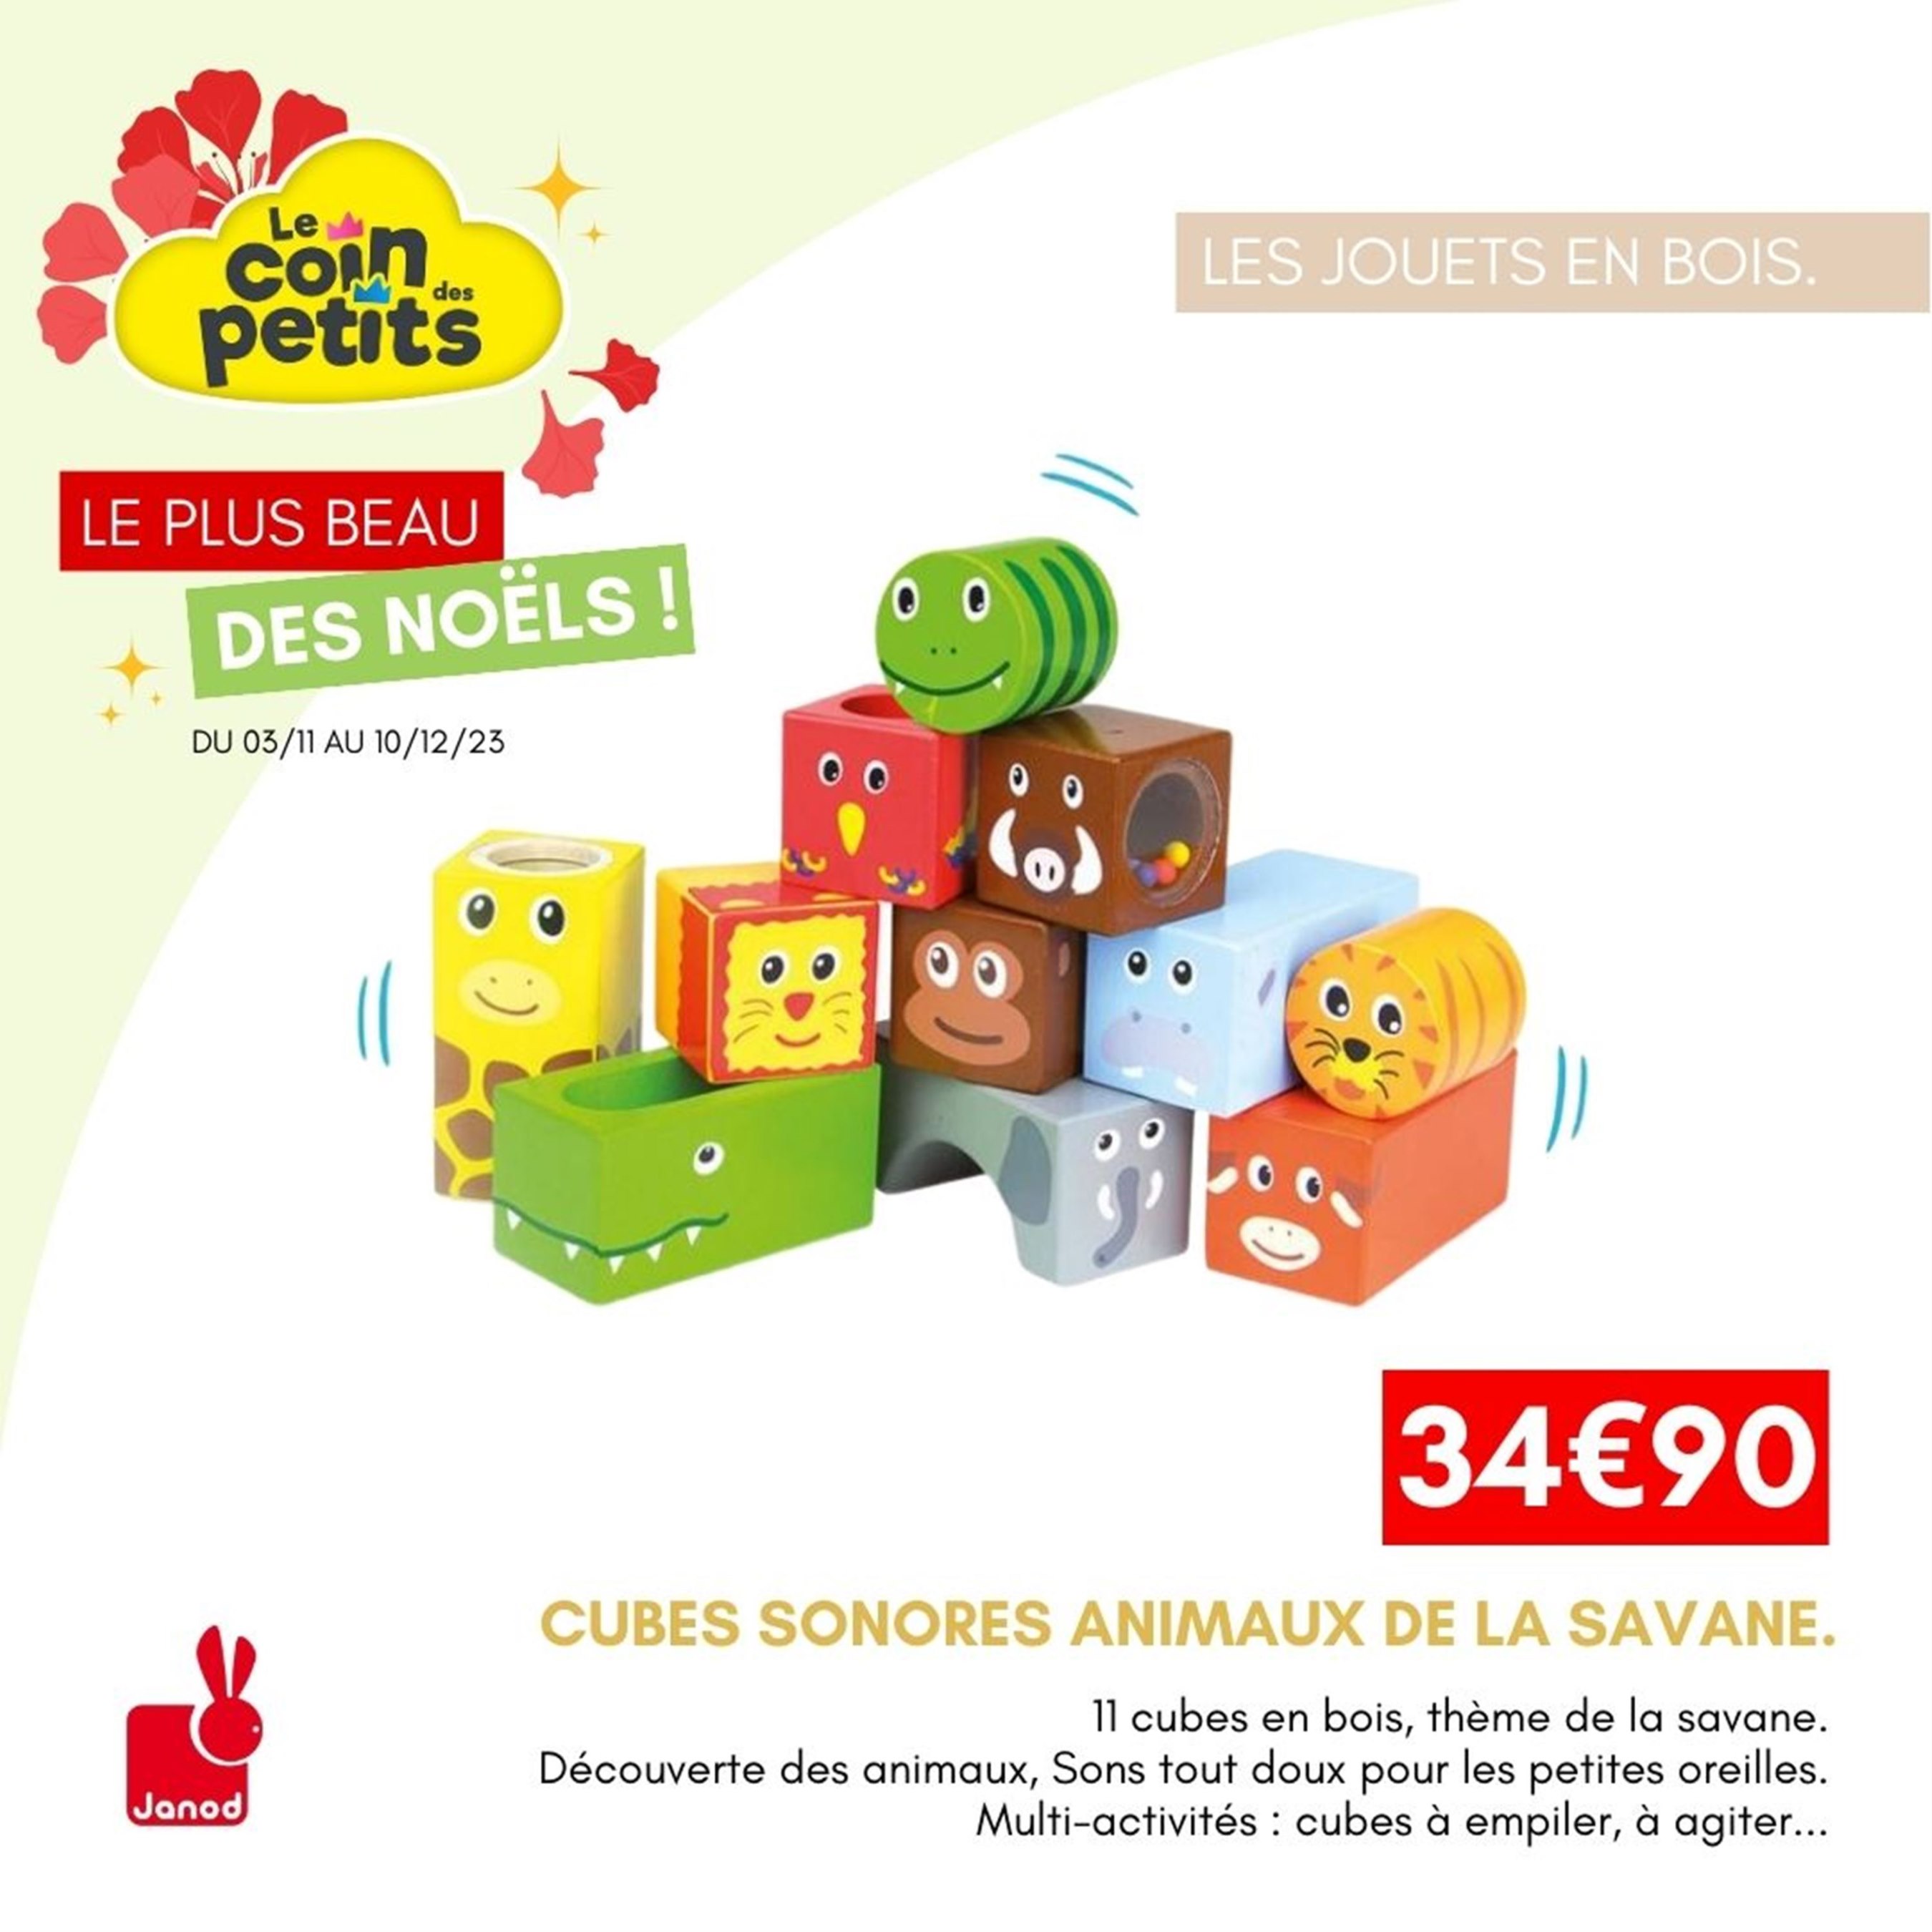 Le
coin
des
petits
LES JOUETS EN BOIS.
LE PLUS BEAU
DES NOËLS !
DU 03/11 AU 10/12/23
34€90
CUBES SONORES ANIMAUX DE LA SAVANE.
11 cubes en bois, thème de la savane.
Découverte des animaux, Sons tout doux pour les petites oreilles.
Multi-activités : cubes à empiler, à agiter...
Janod